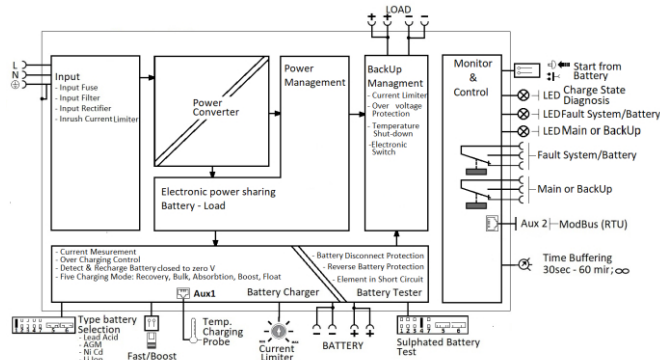 LOAD
+ + − −
L
N
Input
- Input Fuse
- Input Filter
- Input Rectifier
- Inrush Current Limiter
Power
Converter
Power
Management
Electronic power sharing
Battery - Load
BackUp
Managment
- Current Limiter
- Over voltage
Protection
- Temperature
Shut-down
-Electronic
Switch
Monitor
&
Control
Start from
Battery
LED Charge State
Diagnosis
LED Fault System/Battery
LED Main or BackUp
Fault System/Battery
Main or BackUp
Aux 2 ModBus (RTU)
Time Buffering
30sec - 60 mir; ∞
- Current Mesurement
- Over Charging Control
- Detect & Recharge Battery closed to zero V
- Five Charging Mode: Recovery, Bulk, Absorbtion, Boost, Float
Aux1
Battery Charger
- Battery Disconnect Protection
- Reverse Battery Protection
- Element in Short Circuit
Battery Tester
Type battery
Selection
- Lead Acid
- AGM
- Ni Cd
Fast/Boost
Temp.
Charging
Probe
Current
Limiter
− − + +
BATTERY
Sulphated Battery
Test